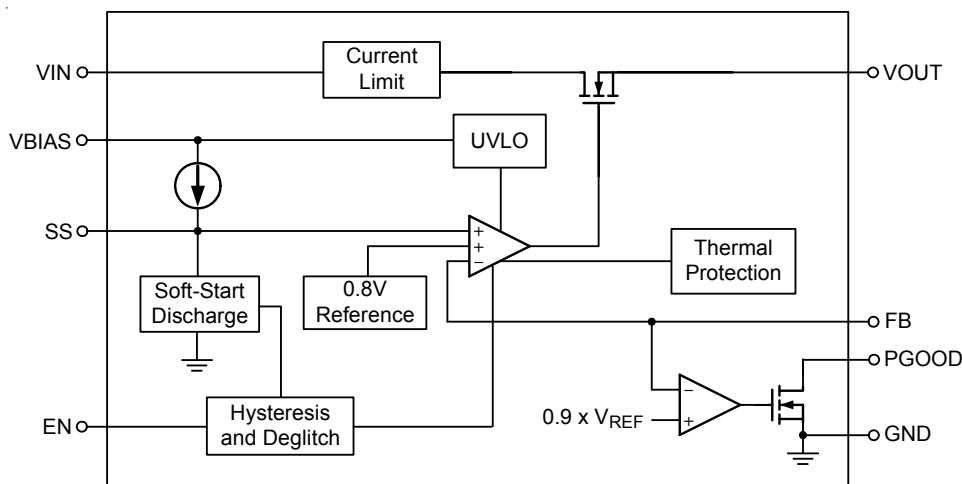 VIN
Current
Limit
VOUT
VBIAS
UVLO
SS
+
+
−
Thermal
Protection
Soft-Start
Discharge
0.8V
Reference
FB
PGOOD
−
0.9 x VREF
+
EN
Hysteresis
and Deglitch
GND